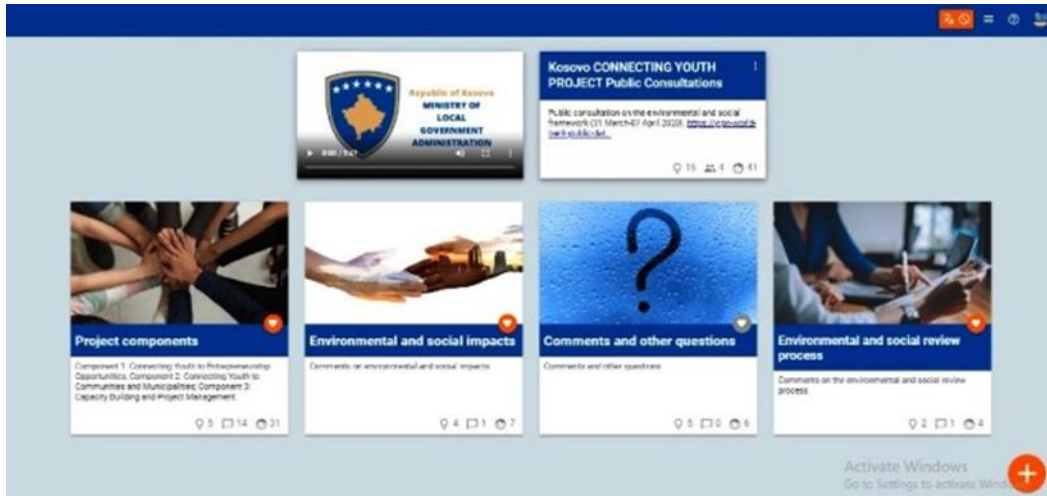 Republic of Kosovo
MINISTRY OF
LOCAL
GOVERNMENT
ADMINISTRATION
0:00 / 0:47
Kosovo CONNECTING YOUTH
PROJECT Public Consultations
Public consultation on the environmental and social
framework (31 March-07 April 2020)
16 4 41
Project components
Component 1: Connecting Youth to Entrepreneurship
Opportunities; Component 2: Connecting Youth to
Communities and Municipalities; Component 3:
Capacity Building and Project Management.
5 14 31
Environmental and social impacts
Comments on environmental and social impacts
4 1 7
Comments and other questions
Comments and other questions
5 0 6
Environmental and social review
process
Comments on the environmental and social review
process
2 1 4
Activate Windows
Go to Settings to activate